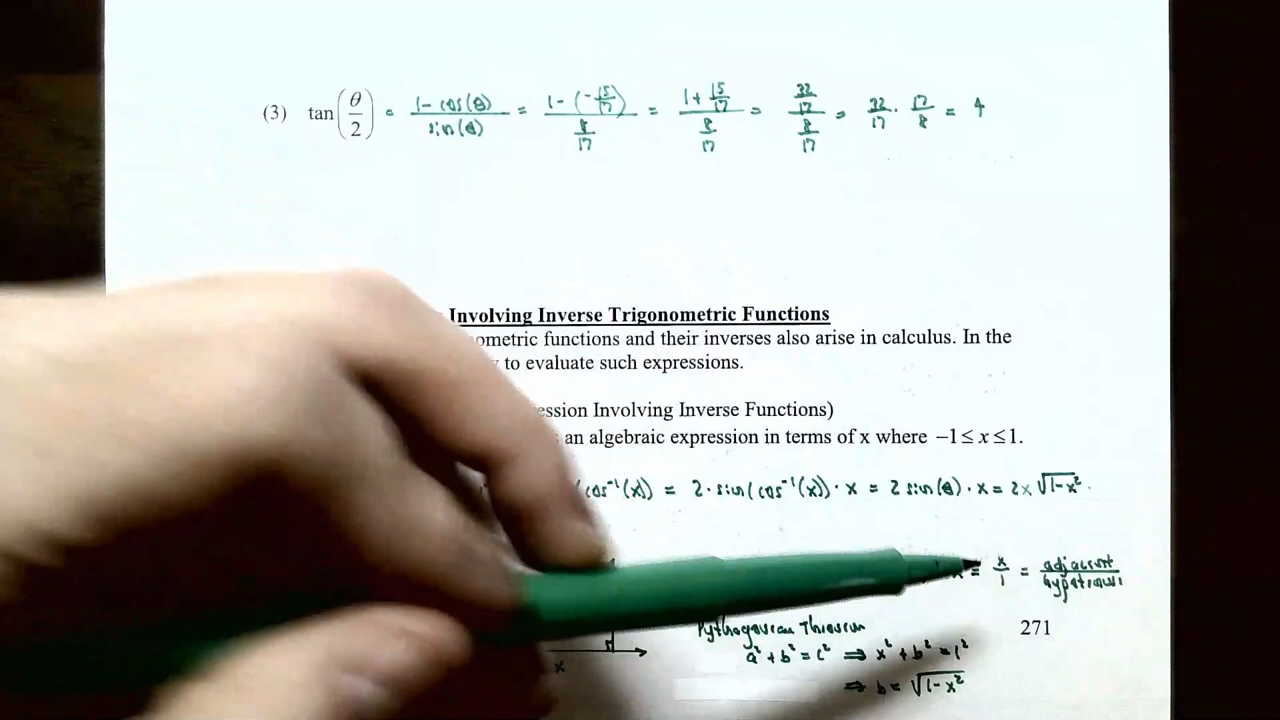 (3) tan(θ/2) = (1 - cos(θ))/(sin(θ)) = (1 - (-15/17))/(8/17) = (1 + 15/17)/(8/17) = (32/17)/(8/17) = 32/17 · 17/8 = 4
Involving Inverse Trigonometric Functions
ometric functions and their inverses also arise in calculus. In the
to evaluate such expressions.
ession Involving Inverse Functions)
an algebraic expression in terms of x where −1 ≤ x ≤ 1.
(cos⁻¹(x)) = 2 · sin(cos⁻¹(x)) · x = 2 sin(θ) · x = 2x √(1-x²).
= x/1 = adjacent/hypotenuse
Pythagorean Theorem
271
a² + b² = c² ⇒ x² + b² = 1²
x
⇒ b = √(1-x²)